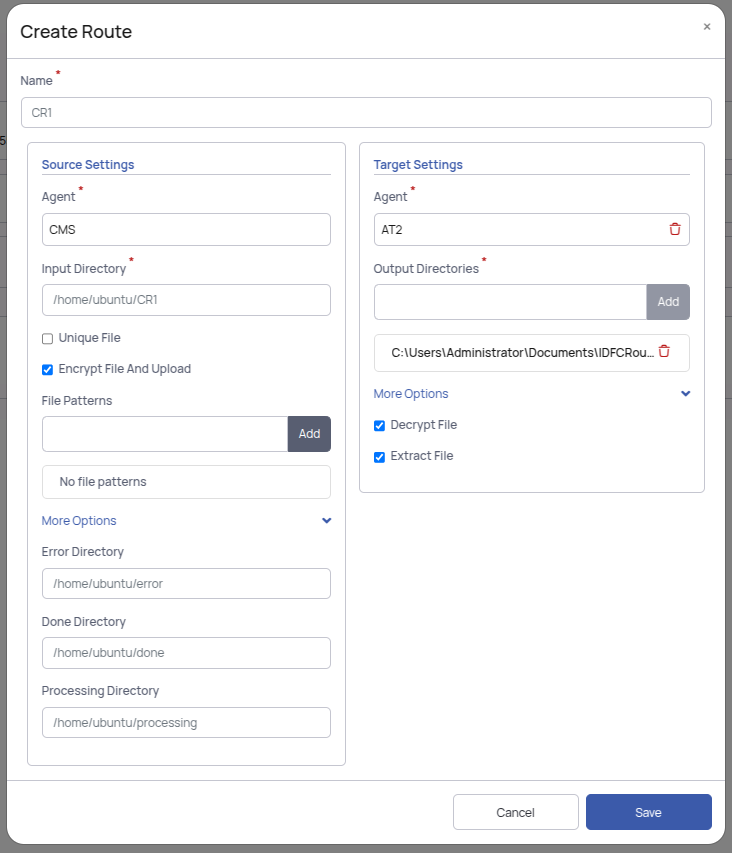 Create Route
×
Name *
CR1
Source Settings
Agent *
CMS
Input Directory *
/home/ubuntu/CR1
Unique File
Encrypt File And Upload
File Patterns
Add
No file patterns
More Options
Error Directory
/home/ubuntu/error
Done Directory
/home/ubuntu/done
Processing Directory
/home/ubuntu/processing
Target Settings
Agent *
AT2
Output Directories *
Add
C:\Users\Administrator\Documents\IDFCRou...
More Options
Decrypt File
Extract File
Cancel
Save
5